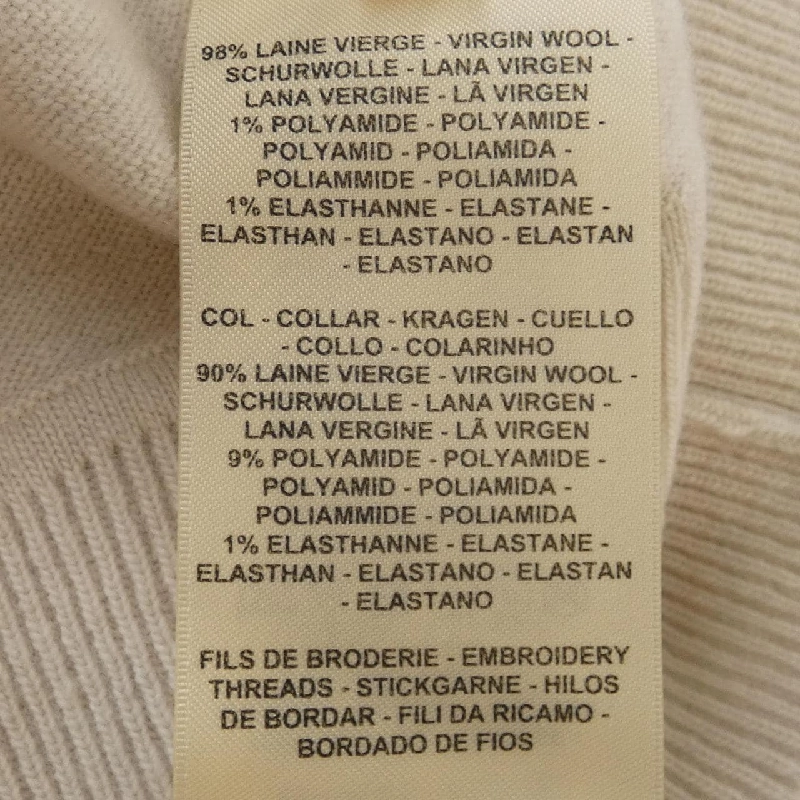 98% LAINE VIERGE - VIRGIN WOOL -
SCHURWOLLE - LANA VIRGEN -
LANA VERGINE - LÃ VIRGEN
1% POLYAMIDE - POLYAMIDE -
POLYAMID - POLIAMIDA -
POLIAMMIDE - POLIAMIDA
1% ELASTHANNE - ELASTANE -
ELASTHAN - ELASTANO - ELASTAN
- ELASTANO
COL - COLLAR - KRAGEN - CUELLO
- COLLO - COLARINHO
90% LAINE VIERGE - VIRGIN WOOL -
SCHURWOLLE - LANA VIRGEN -
LANA VERGINE - LÃ VIRGEN
9% POLYAMIDE - POLYAMIDE -
POLYAMID - POLIAMIDA -
POLIAMMIDE - POLIAMIDA
1% ELASTHANNE - ELASTANE -
ELASTHAN - ELASTANO - ELASTAN
- ELASTANO
FILS DE BRODERIE - EMBROIDERY
THREADS - STICKGARNE - HILOS
DE BORDAR - FILI DA RICAMO -
BORDADO DE FIOS